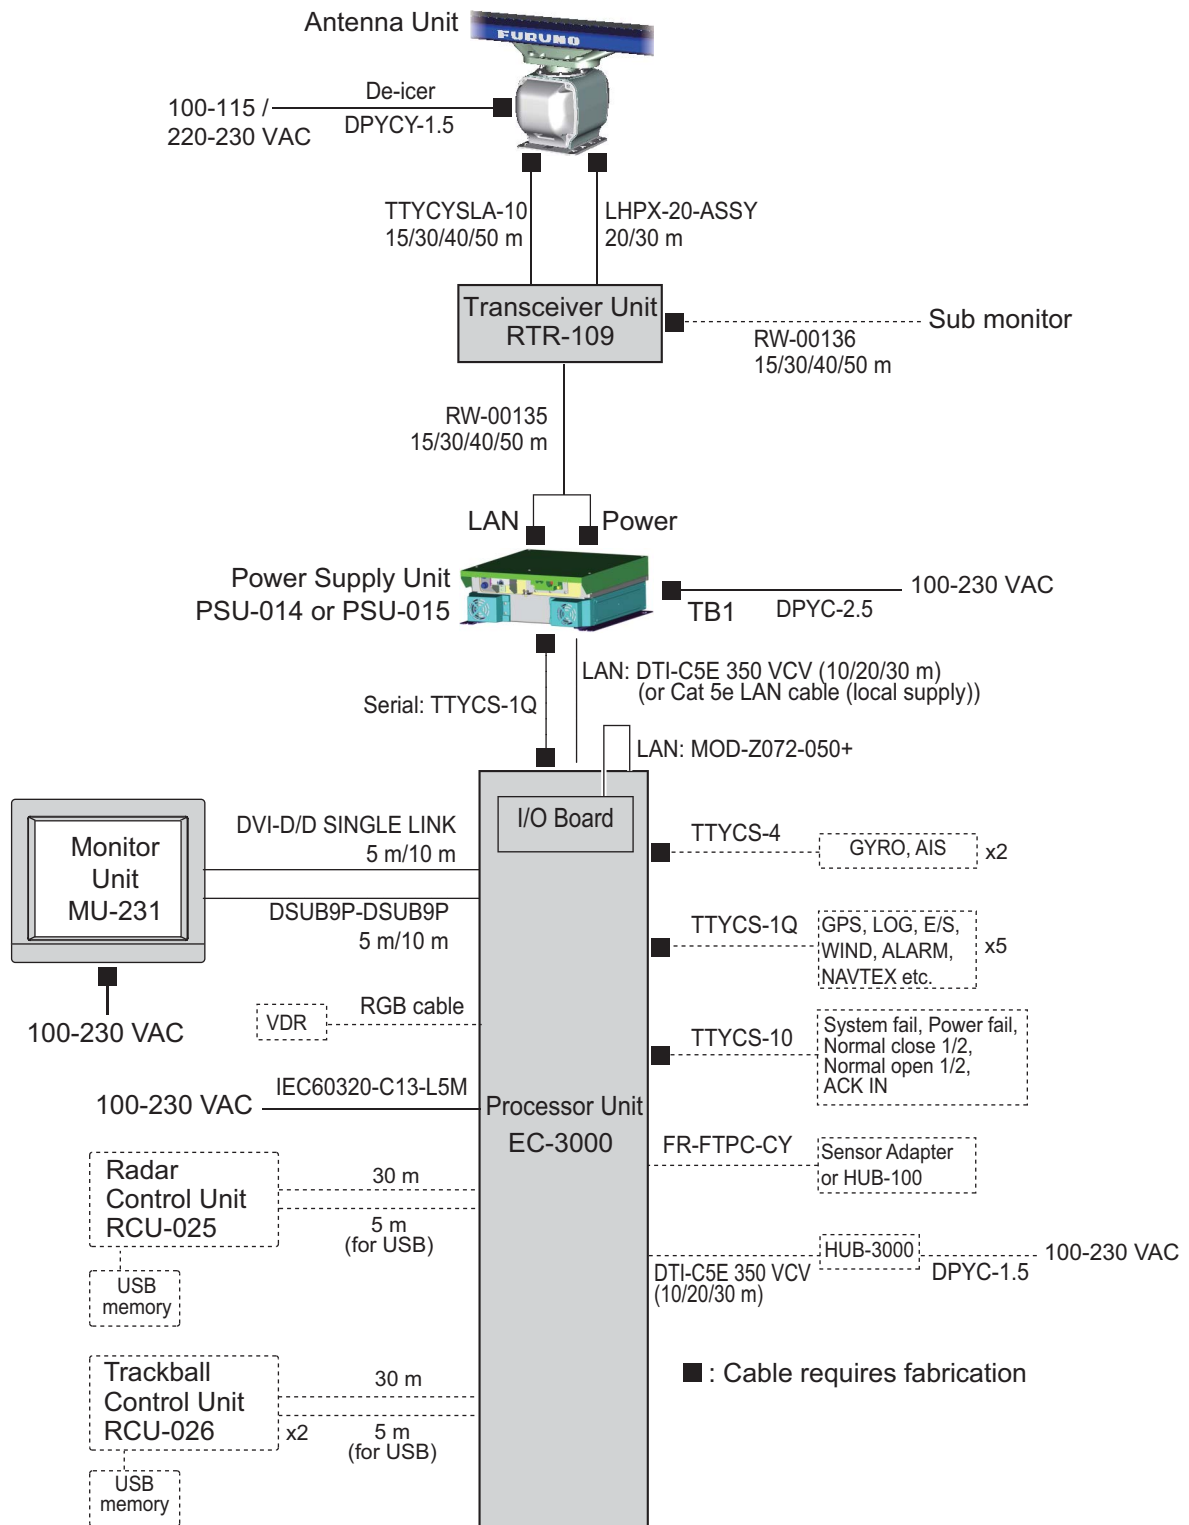 Antenna Unit
FURUNO
De-icer
100-115 /
220-230 VAC
DPYCY-1.5
TTYCYSLA-10
15/30/40/50 m
LHPX-20-ASSY
20/30 m
Transceiver Unit
RTR-109
Sub monitor
RW-00136
15/30/40/50 m
RW-00135
15/30/40/50 m
LAN
Power
Power Supply Unit
PSU-014 or PSU-015
TB1
DPYC-2.5
100-230 VAC
LAN: DTI-C5E 350 VCV (10/20/30 m)
(or Cat 5e LAN cable (local supply))
Serial: TTYCS-1Q
LAN: MOD-Z072-050+
I/O Board
Monitor
Unit
MU-231
DVI-D/D SINGLE LINK
5 m/10 m
DSUB9P-DSUB9P
5 m/10 m
100-230 VAC
TTYCS-4
GYRO, AIS
x2
TTYCS-1Q
GPS, LOG, E/S,
WIND, ALARM,
NAVTEX etc.
x5
VDR
RGB cable
TTYCS-10
System fail, Power fail,
Normal close 1/2,
Normal open 1/2,
ACK IN
100-230 VAC
IEC60320-C13-L5M
Processor Unit
EC-3000
FR-FTPC-CY
Sensor Adapter
or HUB-100
Radar
Control Unit
RCU-025
30 m
5 m
(for USB)
USB
memory
HUB-3000
DTI-C5E 350 VCV
(10/20/30 m)
DPYC-1.5
100-230 VAC
Trackball
Control Unit
RCU-026
x2
30 m
5 m
(for USB)
USB
memory
: Cable requires fabrication